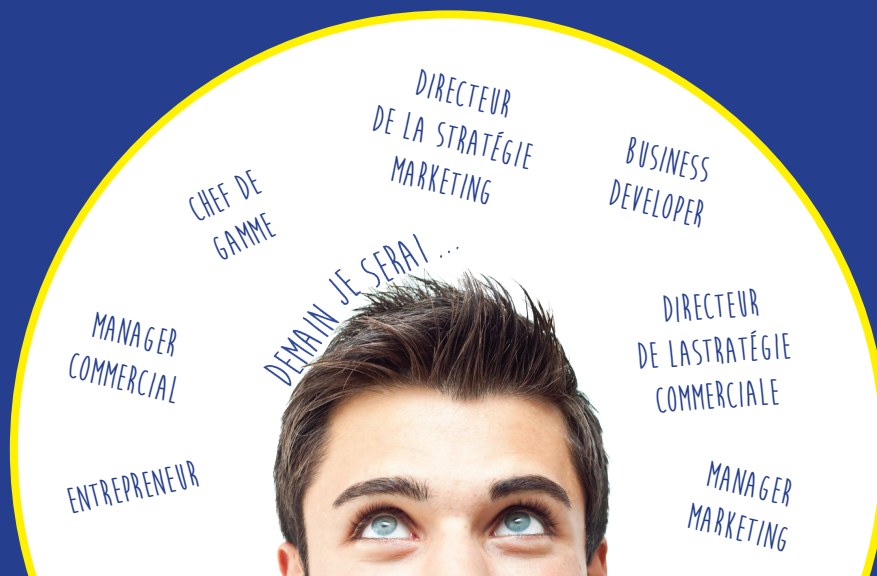 DIRECTEUR
DE LA STRATÉGIE
MARKETING
BUSINESS
DEVELOPER
CHEF DE
GAMME
DEMAIN JE SERAI ...
MANAGER
COMMERCIAL
DIRECTEUR
DE LASTRATÉGIE
COMMERCIALE
ENTREPRENEUR
MANAGER
MARKETING